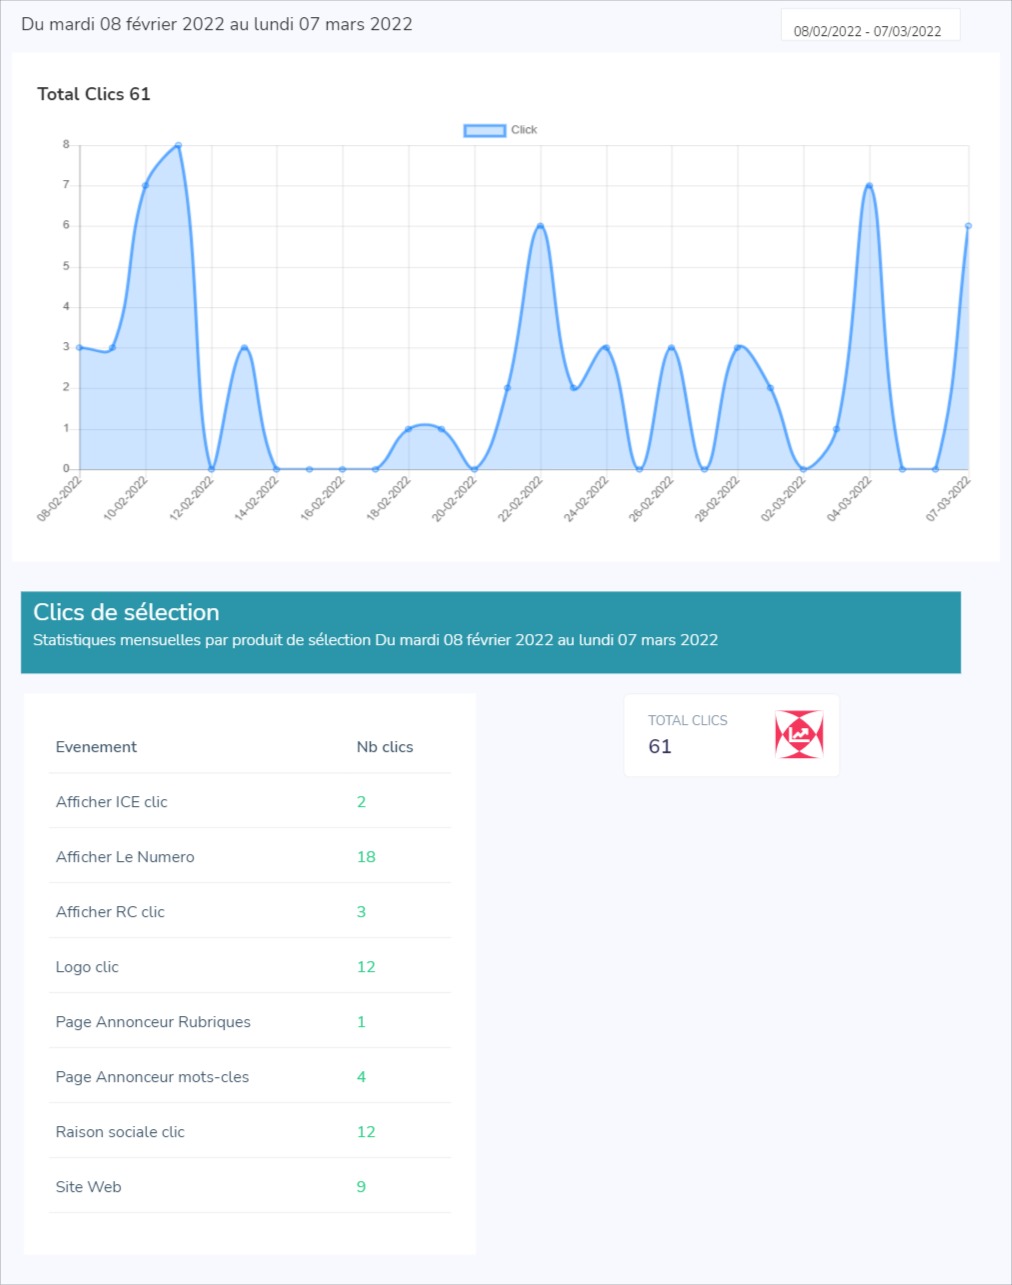 Du mardi 08 février 2022 au lundi 07 mars 2022
08/02/2022 - 07/03/2022
Total Clics 61
Click
8
7
6
5
4
3
2
1
0
08-02-2022
10-02-2022
12-02-2022
14-02-2022
16-02-2022
18-02-2022
20-02-2022
22-02-2022
24-02-2022
26-02-2022
28-02-2022
02-03-2022
04-03-2022
07-03-2022
Clics de sélection
Statistiques mensuelles par produit de sélection Du mardi 08 février 2022 au lundi 07 mars 2022
Evenement Nb clics
Afficher ICE clic 2
Afficher Le Numero 18
Afficher RC clic 3
Logo clic 12
Page Annonceur Rubriques 1
Page Annonceur mots-cles 4
Raison sociale clic 12
Site Web 9
TOTAL CLICS
61